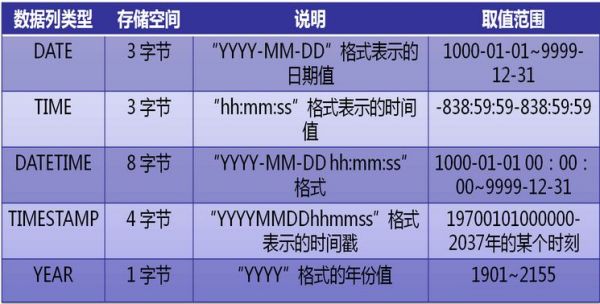 数据列类型 存储空间 说明 取值范围
DATE 3 字节 “YYYY-MM-DD”格式表示的 1000-01-01~9999-
日期值 12-31
TIME 3 字节 “hh:mm:ss”格式表示的时间 -838:59:59-838:59:59
值
DATETIME 8 字节 “YYYY-MM-DD hh:mm:ss” 1000-01-01 00：00：
格式 00~9999-12-31
TIMESTAMP 4 字节 “YYYYMMDDhhmmss”格式 19700101000000-
表示的时间戳 2037年的某个时刻
YEAR 1 字节 “YYYY”格式的年份值 1901~2155